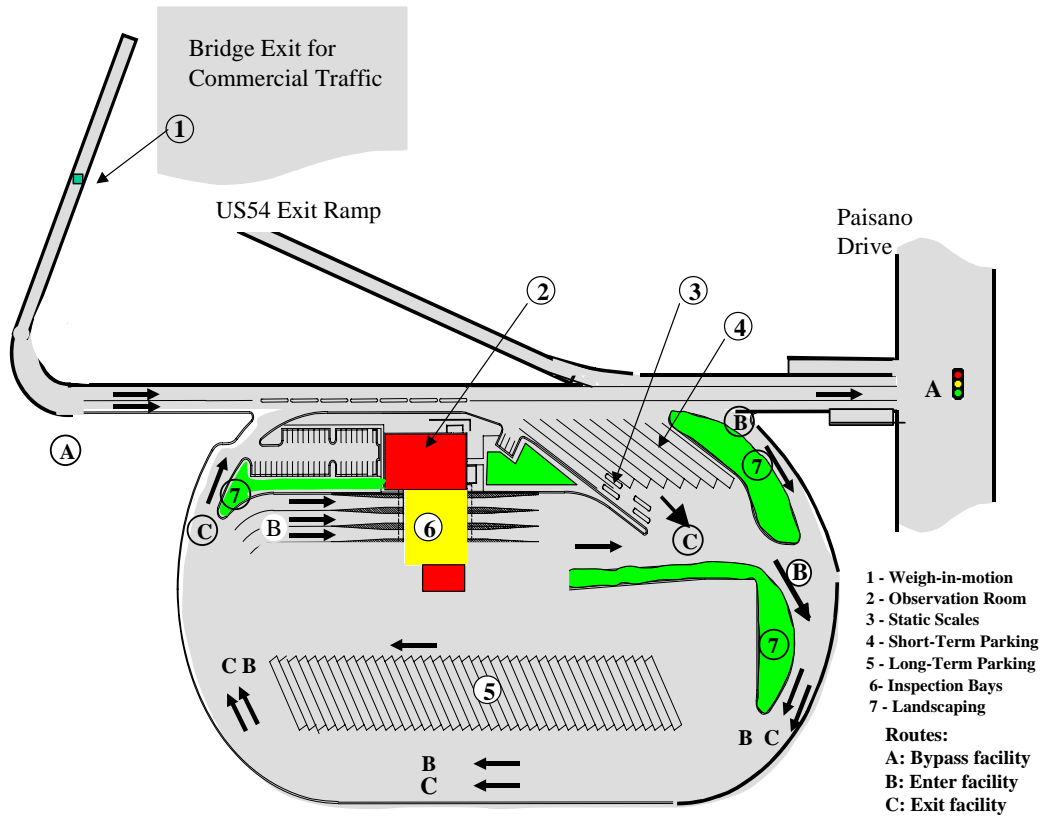 Bridge Exit for
Commercial Traffic
1
US54 Exit Ramp
Paisano
Drive
2
3
4
A
B
A
7
7
C
B
6
C
B
1 - Weigh-in-motion
2 - Observation Room
3 - Static Scales
4 - Short-Term Parking
5 - Long-Term Parking
6- Inspection Bays
7 - Landscaping
7
C B
5
B C
Routes:
A: Bypass facility
B: Enter facility
C: Exit facility
B
C